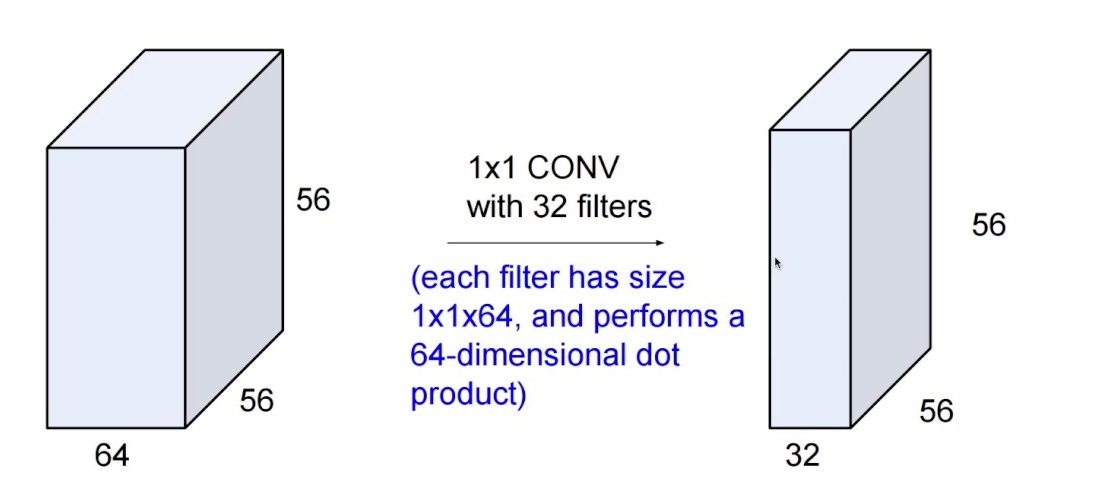 56
56
64
1x1 CONV
with 32 filters
(each filter has size
1x1x64, and performs a
64-dimensional dot
product)
56
56
32